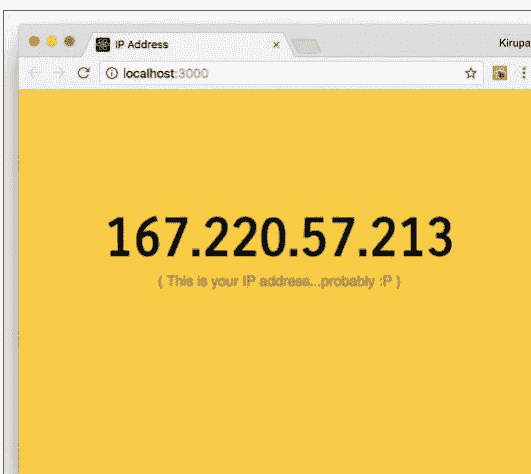 IP Address
Kirupa
localhost:3000
167.220.57.213
( This is your IP address...probably :P )